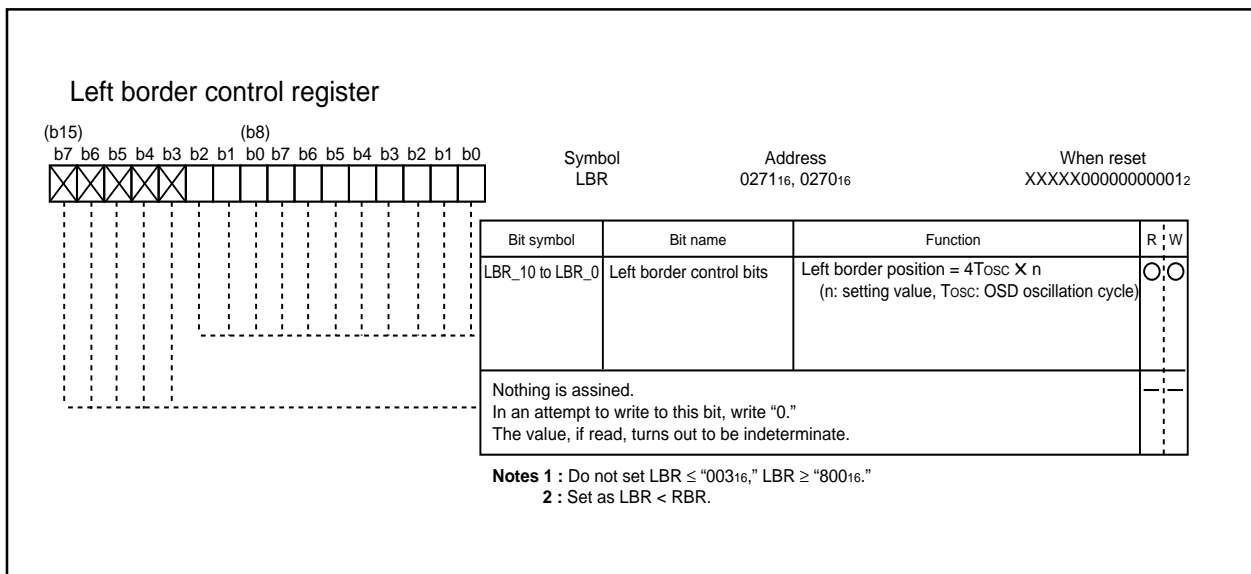 Left border control register
(b15) (b8)
b7 b6 b5 b4 b3 b2 b1 b0 b7 b6 b5 b4 b3 b2 b1 b0
Symbol Address When reset
LBR 027116, 027016 XXXXX000000000012
Bit symbol Bit name Function R W
LBR_10 to LBR_0 Left border control bits Left border position = 4Tosc X n
(n: setting value, Tosc: OSD oscillation cycle)
Nothing is assined.
In an attempt to write to this bit, write “0.”
The value, if read, turns out to be indeterminate.
Notes 1 : Do not set LBR ≤ “00316,” LBR ≥ “80016.”
2 : Set as LBR < RBR.